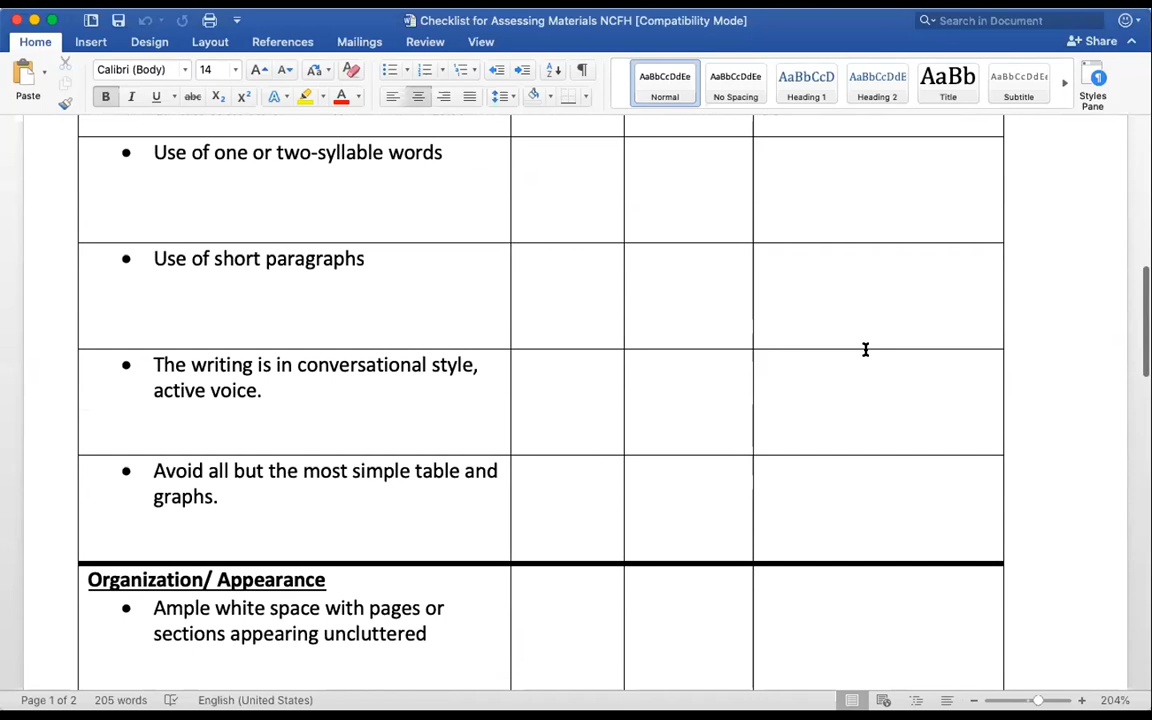 Checklist for Assessing Materials NCFH [Compatibility Mode]
Search in Document
Home Insert Design Layout References Mailings Review View
Share
Paste
Calibri (Body) 14
B I U abc X2 X2 A A
AaBbCcDdEe AaBbCcDdEe AaBbCcD AaBbCcDdE AaBb AaBbCcDdEe
Normal No Spacing Heading 1 Heading 2 Title Subtitle
Styles
Pane
• Use of one or two-syllable words
• Use of short paragraphs
• The writing is in conversational style,
active voice.
• Avoid all but the most simple table and
graphs.
Organization/ Appearance
• Ample white space with pages or
sections appearing uncluttered
Page 1 of 2 205 words English (United States) 204%